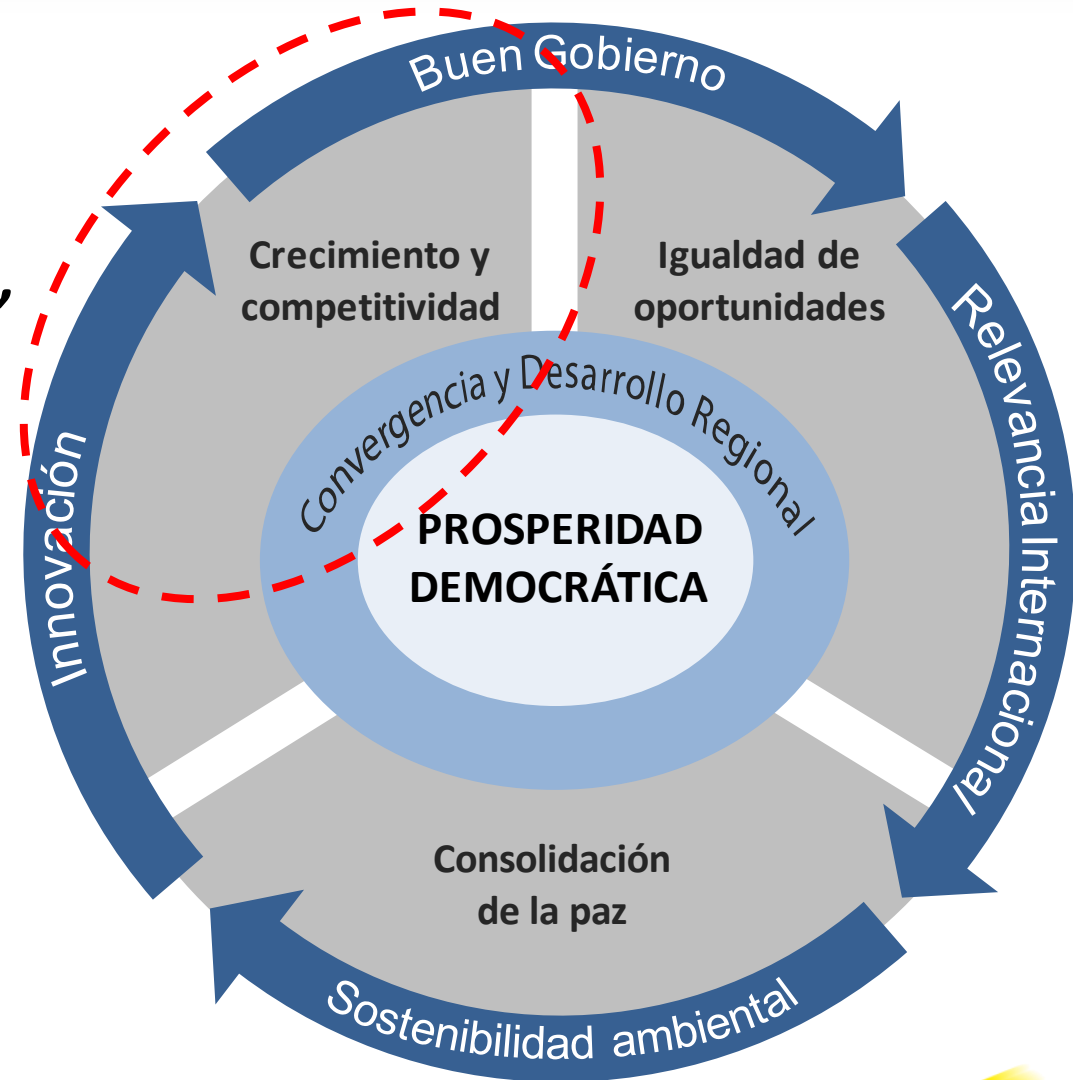 Buen Gobierno
Crecimiento y
competitividad
Igualdad de
oportunidades
Relevancia Internacional
Convergencia y Desarrollo Regional
Innovación
PROSPERIDAD
DEMOCRÁTICA
Consolidación
de la paz
Sostenibilidad ambiental